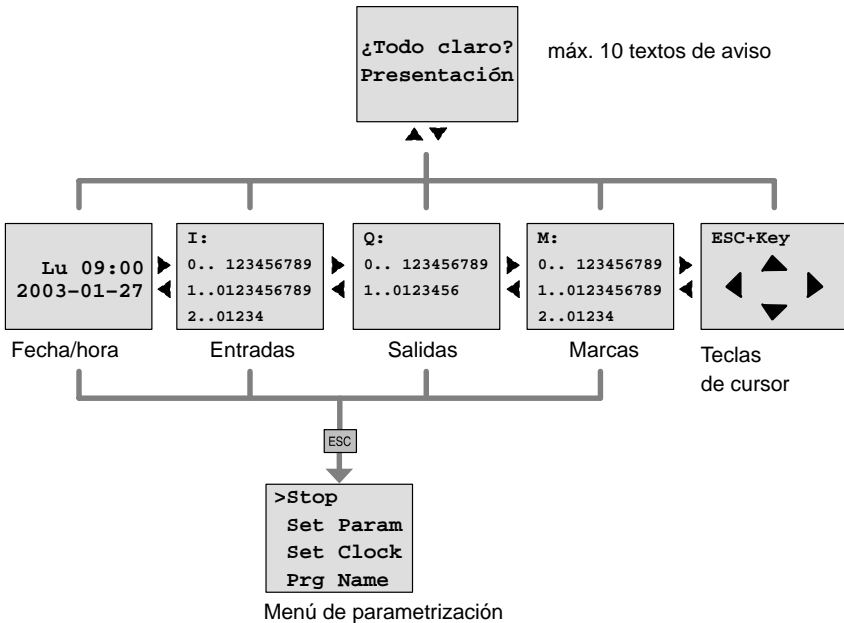 ¿Todo claro?
Presentación
máx. 10 textos de aviso
Lu 09:00
2003-01-27
I:
0.. 123456789
1..0123456789
2..01234
Q:
0.. 123456789
1..0123456
M:
0.. 123456789
1..0123456789
2..01234
ESC+Key
Fecha/hora
Entradas
Salidas
Marcas
Teclas
de cursor
ESC
>Stop
Set Param
Set Clock
Prg Name
Menú de parametrización